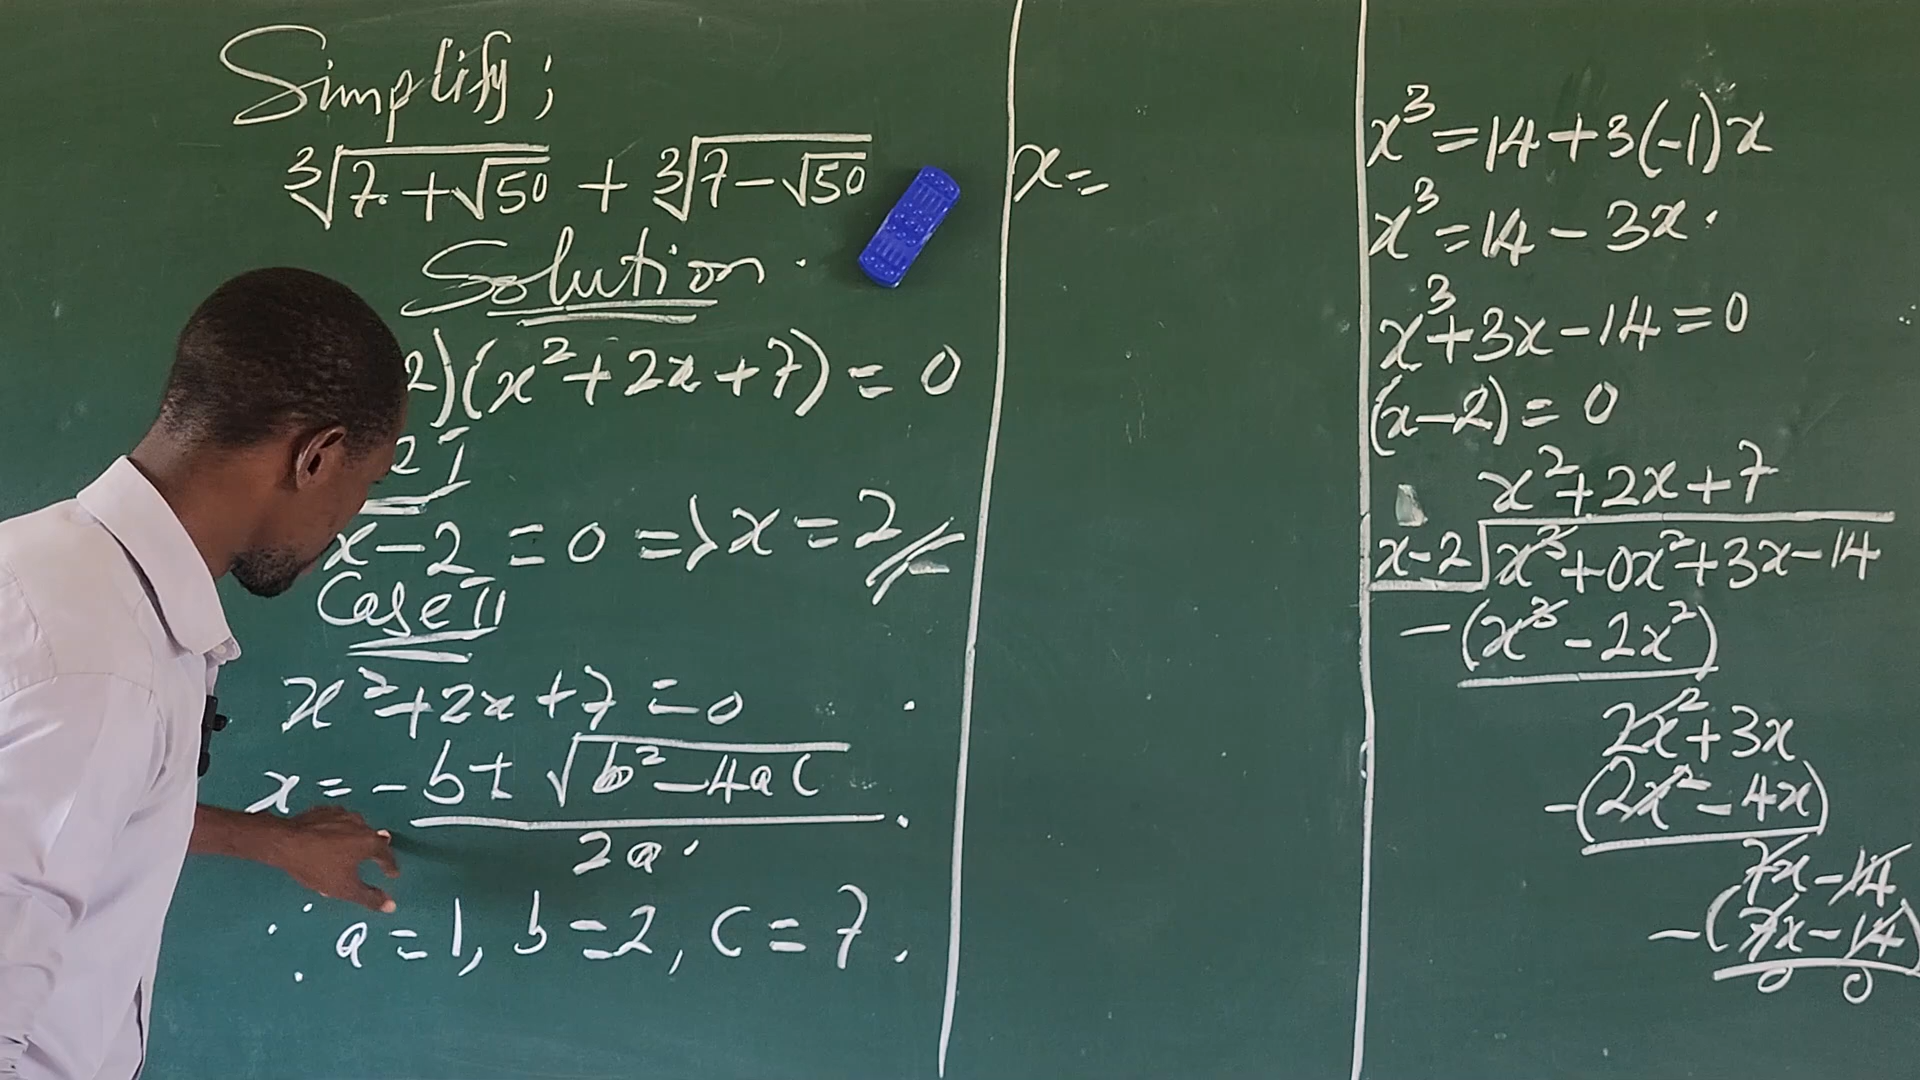 Simplify;
∛(7+√50) + ∛(7-√50)
Solution.
2)(x²+2x+7) = 0
I
x-2 = 0 => x = 2
Case II
x²+2x+7=0
x = -b ± √(b²-4ac) / 2a.
∴ a=1, b=2, c=7.
x=
x³=14+3(-1)x
x³=14-3x.
x³+3x-14=0
(x-2)=0
x²+2x+7
x-2 √ x³+0x²+3x-14
-(x³-2x²)
2x²+3x
-(2x²-4x)
7x-14
-(7x-14)
0 0